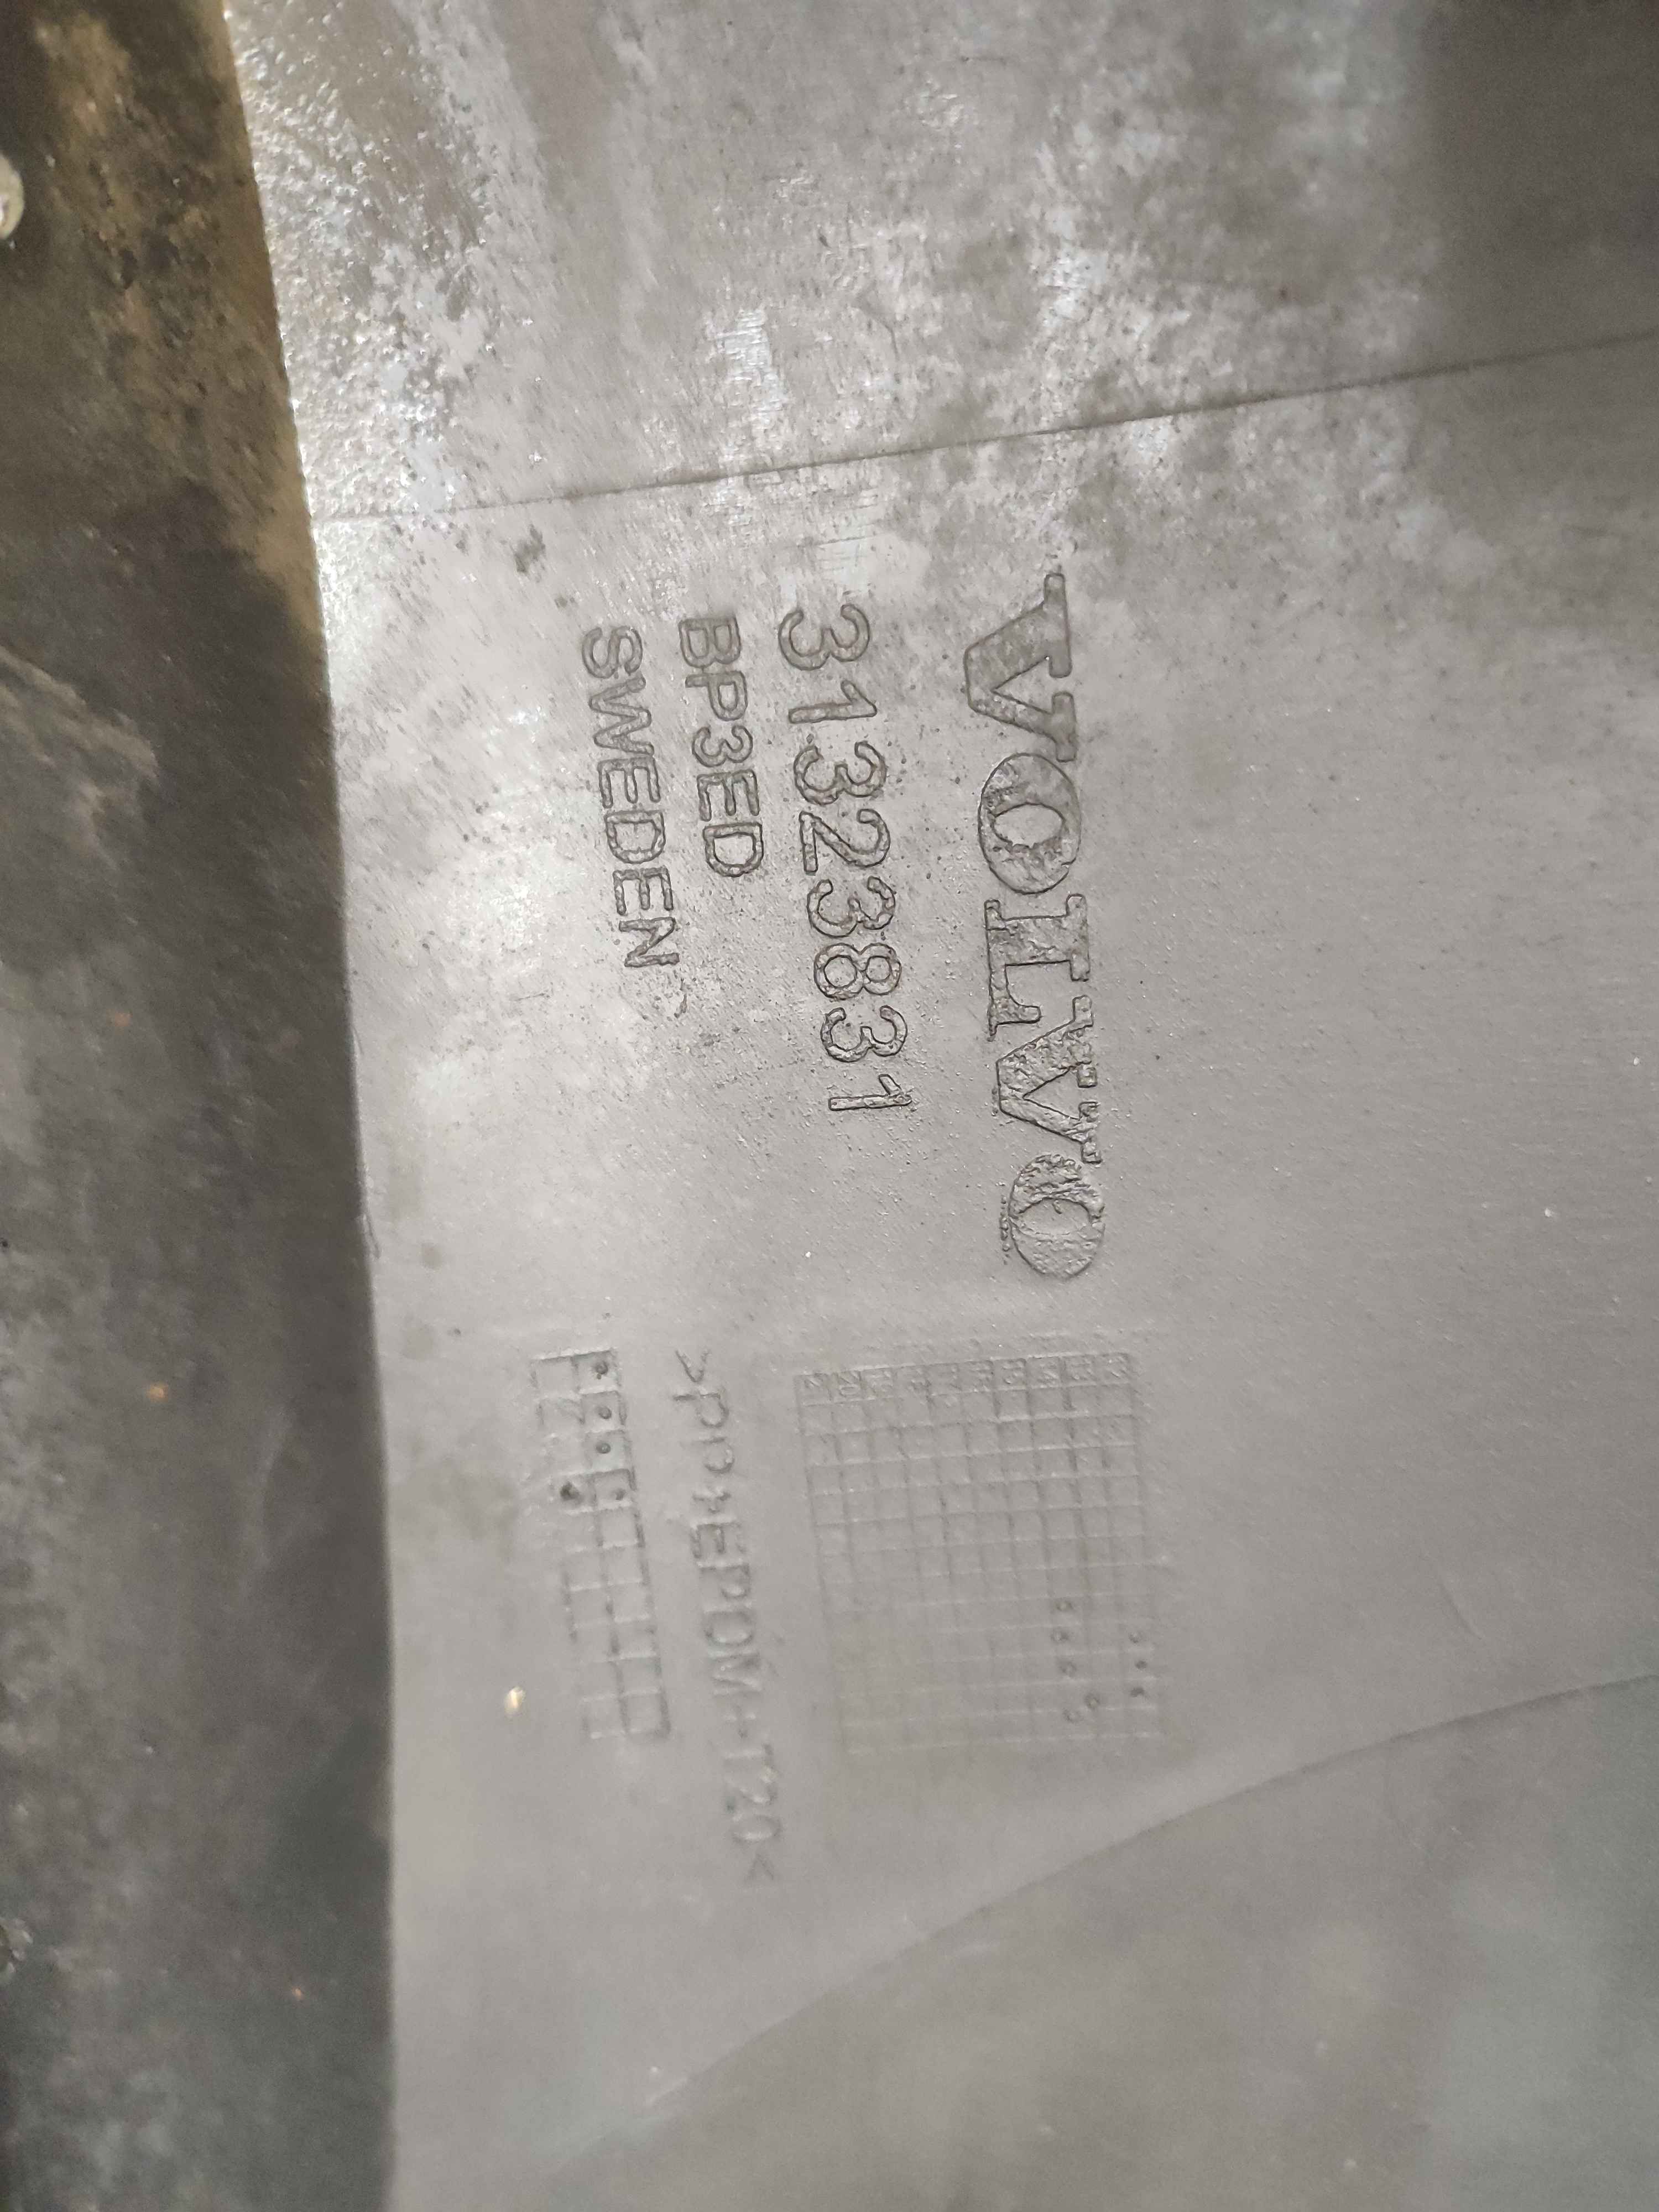 VOLVO
31323831
BP3ED
SWEDEN
>PP+EPDM-T20<